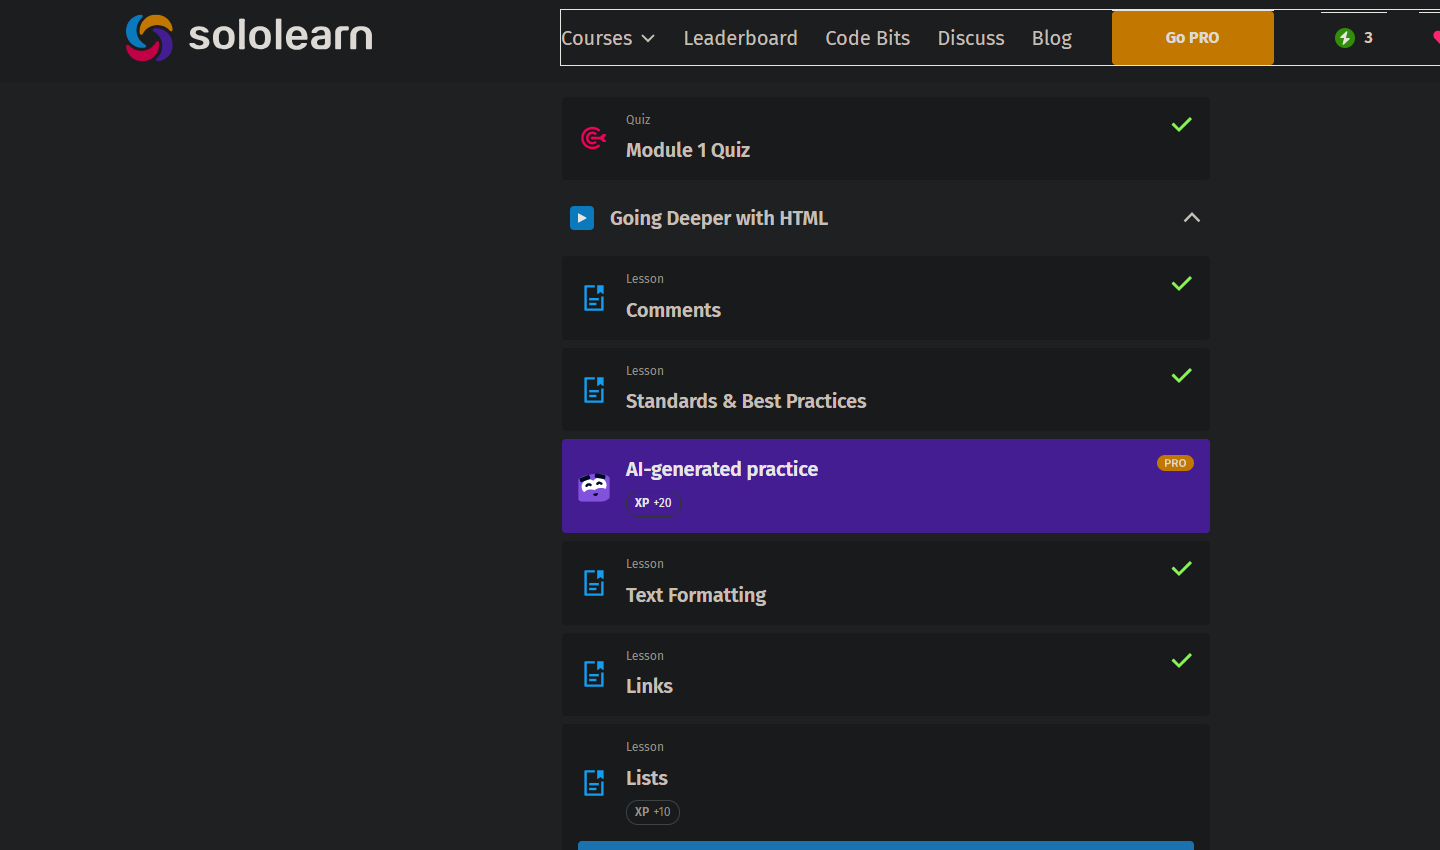 sololearn
Courses Leaderboard Code Bits Discuss Blog Go PRO 3
Quiz
Module 1 Quiz
Going Deeper with HTML
Lesson
Comments
Lesson
Standards & Best Practices
AI-generated practice PRO
XP +20
Lesson
Text Formatting
Lesson
Links
Lesson
Lists
XP +10